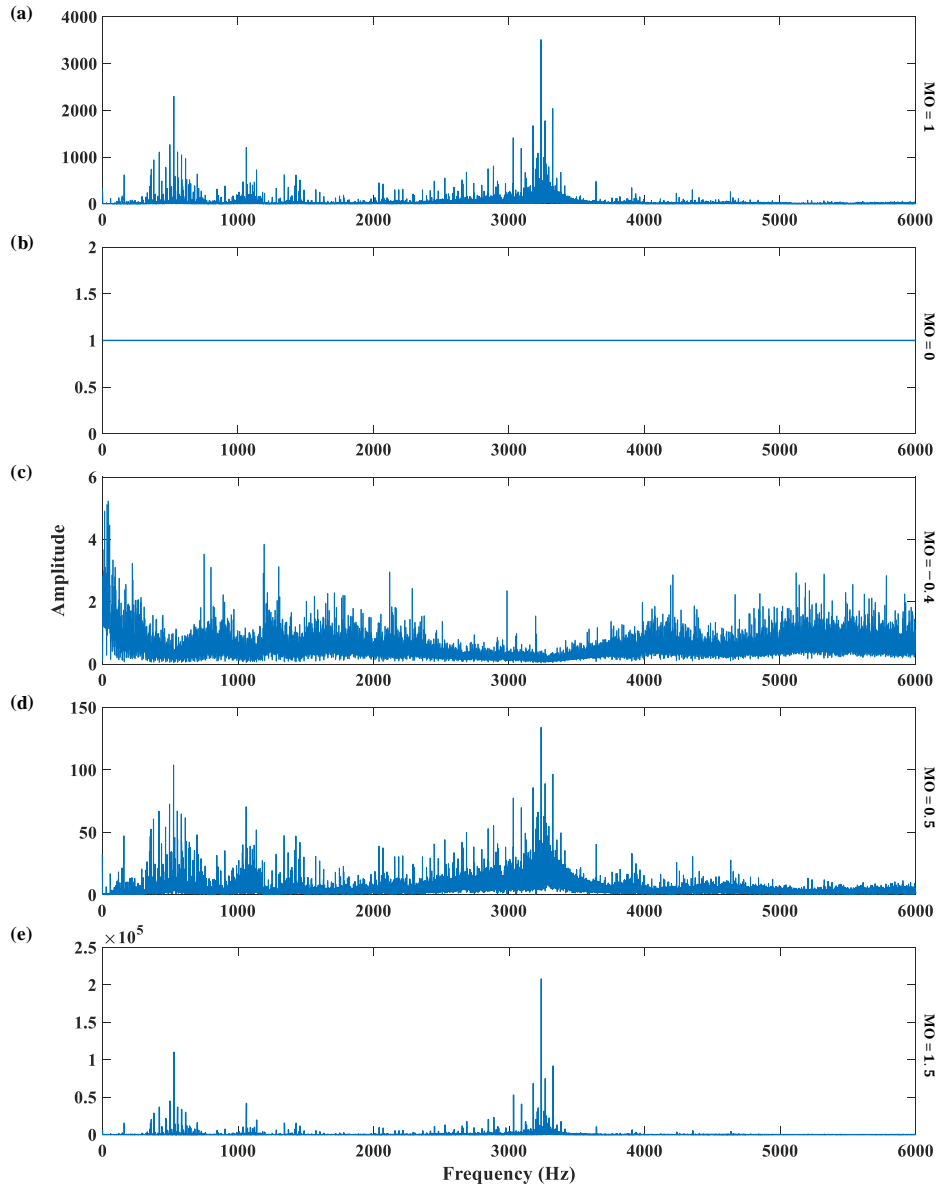 (a)
4000
3000
2000
1000
0
0 1000 2000 3000 4000 5000 6000
MO = 1
(b)
2
1.5
1
0.5
0
0 1000 2000 3000 4000 5000 6000
MO = 0
(c)
6
4
2
0
Amplitude
0 1000 2000 3000 4000 5000 6000
MO = −0.4
(d)
150
100
50
0
0 1000 2000 3000 4000 5000 6000
MO = 0.5
(e)
×10^5
2.5
2
1.5
1
0.5
0
0 1000 2000 3000 4000 5000 6000
MO = 1.5
Frequency (Hz)